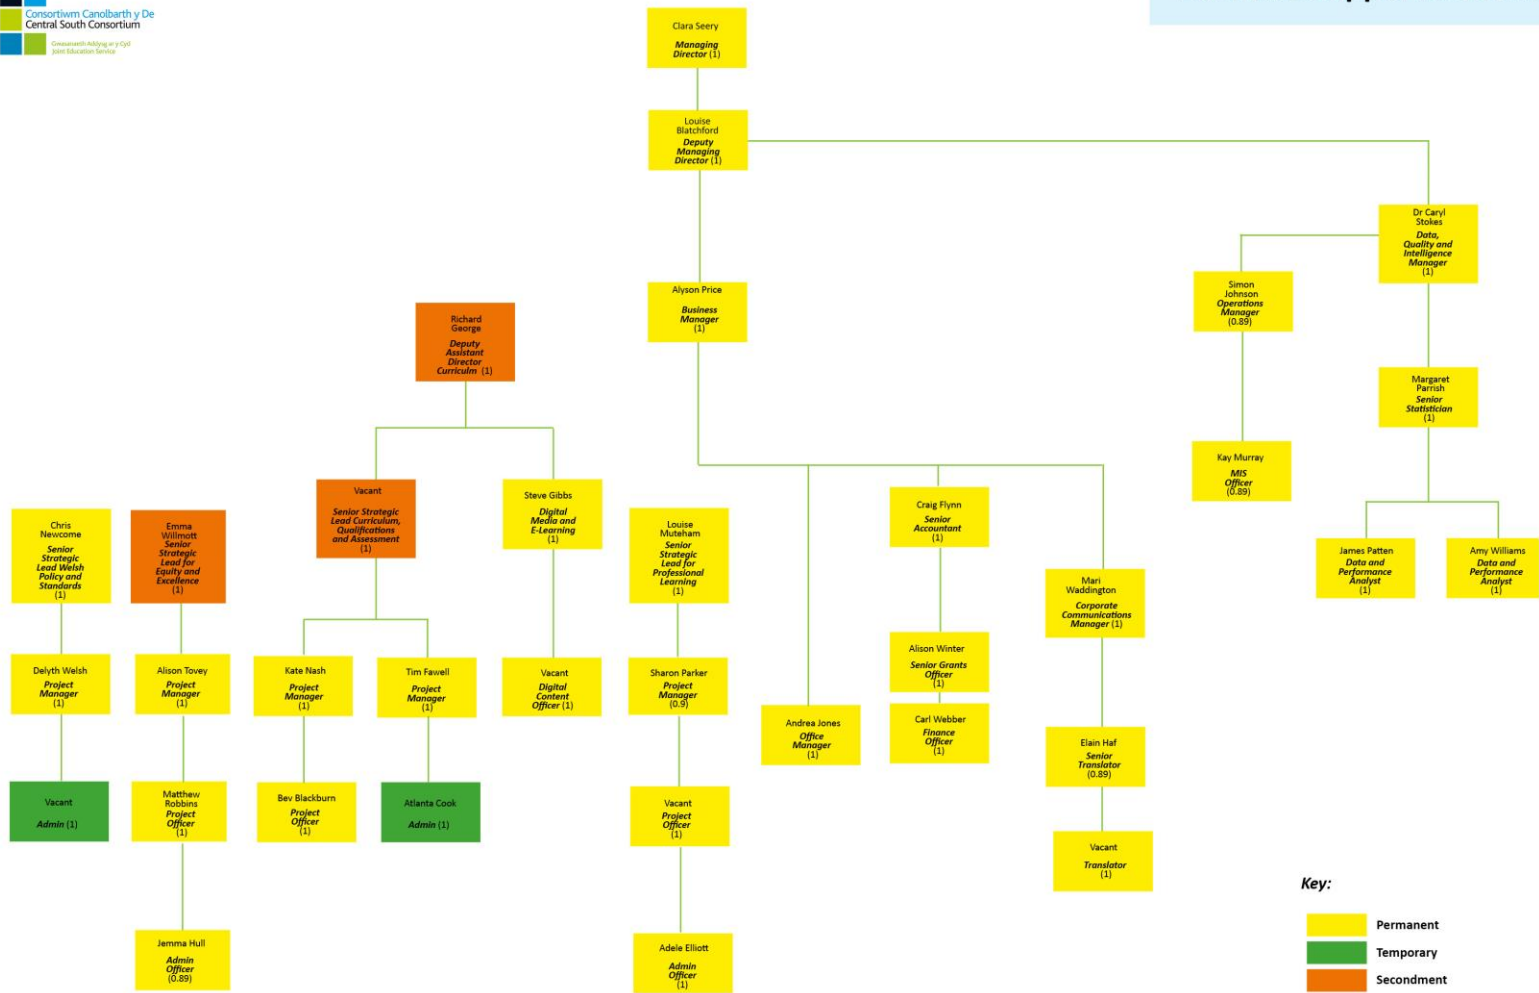 Consortiwm Canolbarth y De
Central South Consortium
Gwasanaeth Addysg ar y Cyd
Joint Education Service
Clara Seery
Managing
Director (1)
Louise
Blatchford
Deputy
Managing
Director (1)
Dr Caryl
Stokes
Data,
Quality and
Intelligence
Manager
(1)
Simon
Johnson
Operations
Manager
(0.89)
Alyson Price
Business
Manager
(1)
Richard
George
Deputy
Assistant
Director
Curriculm (1)
Margaret
Parrish
Senior
Statistician
(1)
Kay Murray
MIS
Officer
(0.89)
Vacant
Senior Strategic
Lead Curriculum,
Qualifications
and Assessment
(1)
Steve Gibbs
Digital
Media and
E-Learning
(1)
Craig Flynn
Senior
Accountant
(1)
Chris
Newcome
Senior
Strategic
Lead Welsh
Policy and
Standards
(1)
Emma
Willmott
Senior
Strategic
Lead for
Equity and
Excellence
(1)
Louise
Muteham
Senior
Strategic
Lead for
Professional
Learning
(1)
James Patten
Data and
Performance
Analyst
(1)
Amy Williams
Data and
Performance
Analyst
(1)
Mari
Waddington
Corporate
Communications
Manager (1)
Delyth Welsh
Project
Manager
(1)
Alison Tovey
Project
Manager
(1)
Kate Nash
Project
Manager
(1)
Tim Fawell
Project
Manager
(1)
Vacant
Digital
Content
Officer (1)
Sharon Parker
Project
Manager
(0.9)
Alison Winter
Senior Grants
Officer
(1)
Andrea Jones
Office
Manager
(1)
Carl Webber
Finance
Officer
(1)
Elain Haf
Senior
Translator
(0.89)
Vacant
Admin (1)
Matthew
Robbins
Project
Officer
(1)
Bev Blackburn
Project
Officer
(1)
Atlanta Cook
Admin (1)
Vacant
Project
Officer
(1)
Vacant
Translator
(1)
Jemma Hull
Admin
Officer
(0.89)
Adele Elliott
Admin
Officer
(1)
Key:
Permanent
Temporary
Secondment